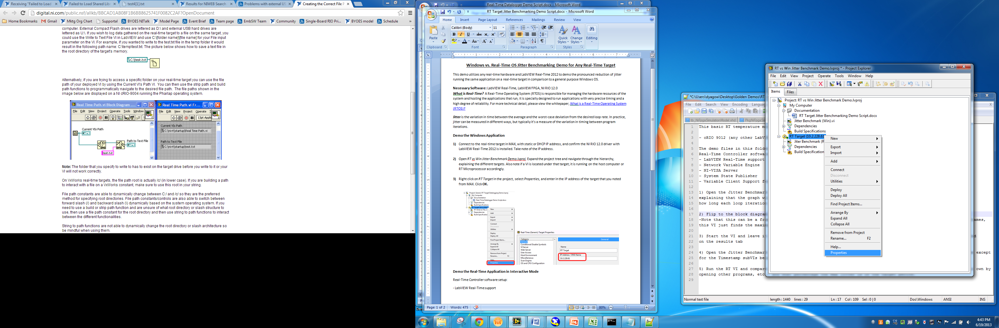 Receiving "Failed to Load
Failed to Load Shared Libr
test4[1].txt
Results for NIWEB Search
Problems with external US
Creating the Correct File P
digital.ni.com/public.nsf/allkb/BBCAD1AB08F1B6BB8625741F0082C2AF?OpenDocument
Home Bookmarks
Gmail
Mktg Org Chart
Supportal
BYOES NITalk
Model Page
Event Brief
Team page
EmbSW Team
Community
Single-Board RIO Pri...
BYOES model
Schedule
»
computer. External Compact Flash drives are lettered as D:\ and external USB hard drives are
lettered as U:\. If you wish to log data gathered on the real-time target to a file on the same target, you
could use the Write to Text File VI in LabVIEW and use C:\[folder name]\[file name] for your File input
parameter on the VI. For example, if you wanted to write to the test.txt file in the temp folder it would
result in the following path name: C:\temp\test.txt. The picture below shows how to save a text file in
the root directory of the target's memory.
C:\test.txt
Alternatively, if you are trying to access a specific folder on your real-time target you can use the file
path of your deployed VI by using the Current VI's Path VI. You can then use the strip path and build
path functions to programmatically navigate to the desired file path. The file paths shown in the
image below are displayed on a NI cRIO-9004 running the Pharlap operating system.
Real Time Path.vi Block Diagram ...
File Edit View Project Operate Tools Window
Current VIs Path
Path to Text File
test.txt
Real Time Path.vi Fr...
File Edit View Project Operate
13pt Applic
Current VIs Path
C:\ni-rt\startup\Real Time Path.vi
Path to Text File
C:\ni-rt\startup\test.txt
Note: The folder that you specify to write to has to exist on the target drive before you write to it or your
VI will not work correctly.
On VxWorks real-time targets, the file path root is actually /c/ (in lower case). If you are building a path
to interact with a file on a VxWorks constant, make sure to use this root in your string.
File path constants are able to dynamically change between C:/ and /c/ so they are the preferred
method for specifying root directories. File path constants/controls are also able to switch between
forward slash (/) and backward slash (\) dynamically based on the system operating system. If you
need to use a build or strip path function and are unsure of what root directory or slash structure to
use, then use a file path constant for the root directory and then use string to path functions to interact
between the different functionalities.
String to path functions are not able to dynamically change the root directory or slash architecture so
be mindful when using them.
Real-Time Datalogger Demo Script.docx - Microsoft Word
RT Target Jitter Benchmarking Demo Script.docx - Microsoft Word
Home Insert Page Layout References Mailings Review View
Calibri (Body) 11
Paste
Quick Styles
Change Styles
Editing
Clipboard
Font
Paragraph
Styles
Windows vs. Real-Time OS Jitter Benchmarking Demo for Any Real-Time Target
This demo utilizes any real-time hardware and LabVIEW Real-Time 2012 to demo the pronounced reduction of jitter
running the same application on a real-time target in comparison to a general purpose Windows OS.
Necessary Software: LabVIEW Real-Time, LabVIEW FPGA, NI RIO 12.0
What is Real-Time? A Real-Time Operating System (RTOS) is responsible for managing the hardware resources of the
system and hosting the applications that run; it is specially designed to run applications with very precise timing and a
high degree of reliability. For more technical detail, please view the whitepaper, What is a Real-Time Operating System
(RTOS)?
Jitter is the variation in time between the average and the worst-case deviation from the desired loop rate. In practice,
jitter can be measured in different ways, but typically it's a measure of the variation in timing between program
iterations.
Demo the Windows Application
1) Connect to the real-time target in MAX, with static or DHCP IP address, and confirm the NI RIO 12.0 driver with
LabVIEW Real-Time 2012 is installed. Take note of the IP address.
2) Open RT vs Win Jitter Benchmark Demo.lvproj. Expand the project tree and navigate through the hierarchy,
explaining the different targets. Also note if a VI is located under that target; it is running on the host computer or
RT Microprocessor accordingly.
3) Right click on RT Target in the project, select Properties, and enter in the IP address of the target that you noted
from MAX. Click OK.
Project: Generic RT Target Datalogging Demo.lvproj
My Computer
Documentation
Real-Time Datalogger Demo Script.docx
Dependencies
Build Specifications
RT Target (10.2.228.61)
RT Write to File.vi
Dependencies
Build Specification
New
Add
Export
Import
Connect
Disconnect
Utilities
Deploy
Deploy All
Find Project Items...
Arrange By
Expand All
Collapse All
Remove from Project
Rename... F2
Help...
Properties
Real-Time (Generic) Target Properties
Category
General
Conditional Disable Symbols
VI Server
Web Server
User Access
Host Environment
Miscellaneous
Scan Engine
OS and CPU Configuration
General
Name
RT Target
IP Address / DNS Name
10.2.228.61
Demo the Real-Time Application in Interactive Mode
Real-Time Controller software setup:
- LabVIEW Real-Time support
Page: 1 of 2 Words: 475
80%
*C:\Users\dyagow\Desktop\Golden Demos\RT
File Edit Search View Encoding Langua
tb_NiFpgaSimulationModel.vhd
PkgNiFpgaSim
1 This basic RT temperature m
2
3 - cRIO 9012 (any other LabVI
4
5 The demo files in this folde
6 Real-Time Controller softwa
7 - LabVIEW Real-Time support
8 - Network Variable Engine
9 - NI-VISA Server
10 - System State Publisher
11 - Variable Client Support fo
12
13 1) Open the Jitter Benchmar
14 explaining that the graph w
15 how long each loop iteration
16
17 2) Flip to the block diagram
18 -Note that this can be a fra ames,
19 this VI just finds the maxim
20
21 3) Start the VI and leave i d
22 on the results tab
23
24 4) Open the Jitter Benchmar except
25 for the Timestamp subVIs be
26
27 5) Run the RT VI and compar own by
28 opening other programs, etc
29
Normal text file
length : 1440 lines : 29
Ln : 17 Col : 109 Sel : 0 | 0
Dos\Windows
ANSI
INS
RT vs Win Jitter Benchmark Demo.lvproj * - Project Explorer
File Edit View Project Operate Tools Window Help
Items Files
Project: RT vs Win Jitter Benchmark Demo.lvproj
My Computer
Documentation
RT Target Jitter Benchmarking Demo Script.docx
Jitter Benchmark (Win).vi
Dependencies
Build Specifications
RT Target (10.2.228.61
Jiter Benchmark (R
Dependencies
Build Specification
New
Export
Import
Add
Connect
Disconnect
Utilities
Deploy
Deploy All
Find Project Items...
Arrange By
Expand All
Collapse All
Remove from Project
Rename... F2
Help...
Properties
4:43 PM
6/19/2013